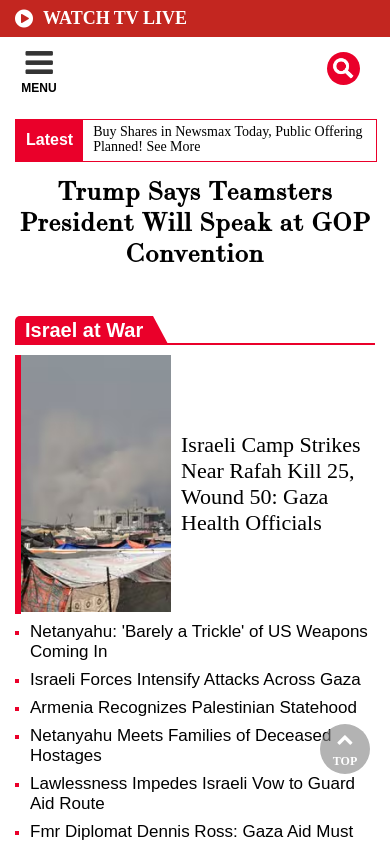 WATCH TV LIVE
MENU
Latest
Buy Shares in Newsmax Today, Public Offering
Planned! See More
Trump Says Teamsters
President Will Speak at GOP
Convention
Israel at War
Israeli Camp Strikes
Near Rafah Kill 25,
Wound 50: Gaza
Health Officials
Netanyahu: 'Barely a Trickle' of US Weapons
Coming In
Israeli Forces Intensify Attacks Across Gaza
Armenia Recognizes Palestinian Statehood
Netanyahu Meets Families of Deceased
Hostages
TOP
Lawlessness Impedes Israeli Vow to Guard
Aid Route
Fmr Diplomat Dennis Ross: Gaza Aid Must